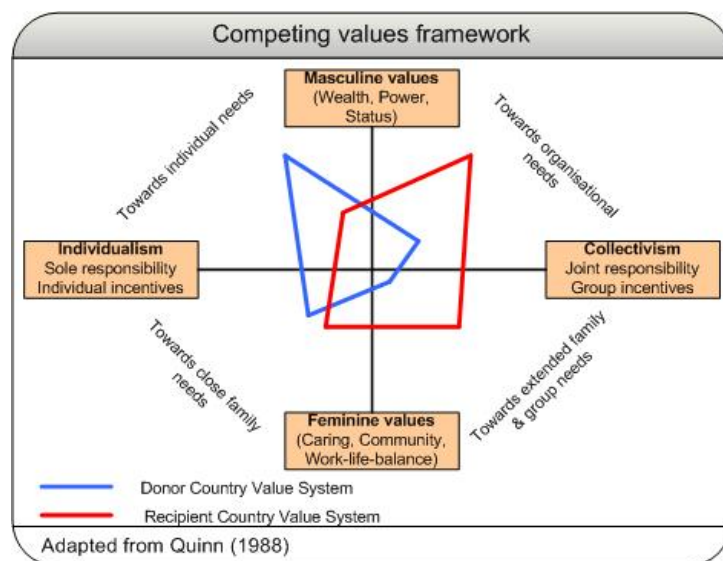 Competing values framework
Masculine values
(Wealth, Power,
Status)
Towards individual needs
Towards organisational
needs
Individualism
Sole responsibility
Individual incentives
Collectivism
Joint responsibility
Group incentives
Towards close family
needs
Towards extended family
& group needs
Feminine values
(Caring, Community,
Work-life-balance)
Donor Country Value System
Recipient Country Value System
Adapted from Quinn (1988)